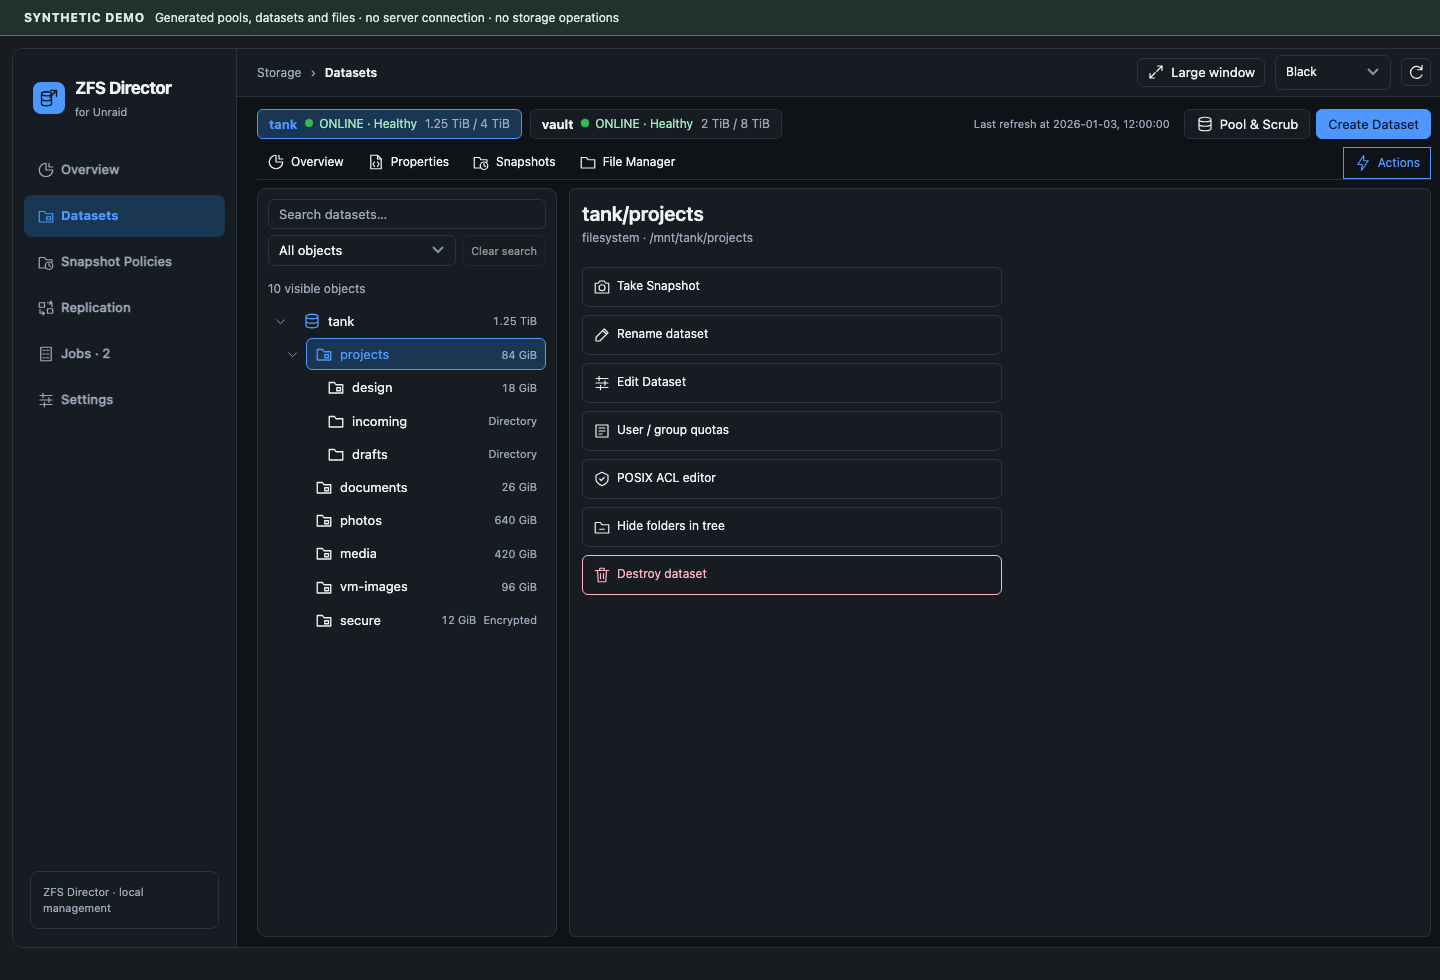 SYNTHETIC DEMO Generated pools, datasets and files · no server connection · no storage operations
ZFS Director
for Unraid
Overview
Datasets
Snapshot Policies
Replication
Jobs · 2
Settings
ZFS Director · local
management
Storage › Datasets
Large window
Black
tank ONLINE · Healthy 1.25 TiB / 4 TiB
vault ONLINE · Healthy 2 TiB / 8 TiB
Last refresh at 2026-01-03, 12:00:00
Pool & Scrub
Create Dataset
Overview
Properties
Snapshots
File Manager
Actions
Search datasets...
All objects
Clear search
10 visible objects
tank 1.25 TiB
projects 84 GiB
design 18 GiB
incoming Directory
drafts Directory
documents 26 GiB
photos 640 GiB
media 420 GiB
vm-images 96 GiB
secure 12 GiB Encrypted
tank/projects
filesystem · /mnt/tank/projects
Take Snapshot
Rename dataset
Edit Dataset
User / group quotas
POSIX ACL editor
Hide folders in tree
Destroy dataset